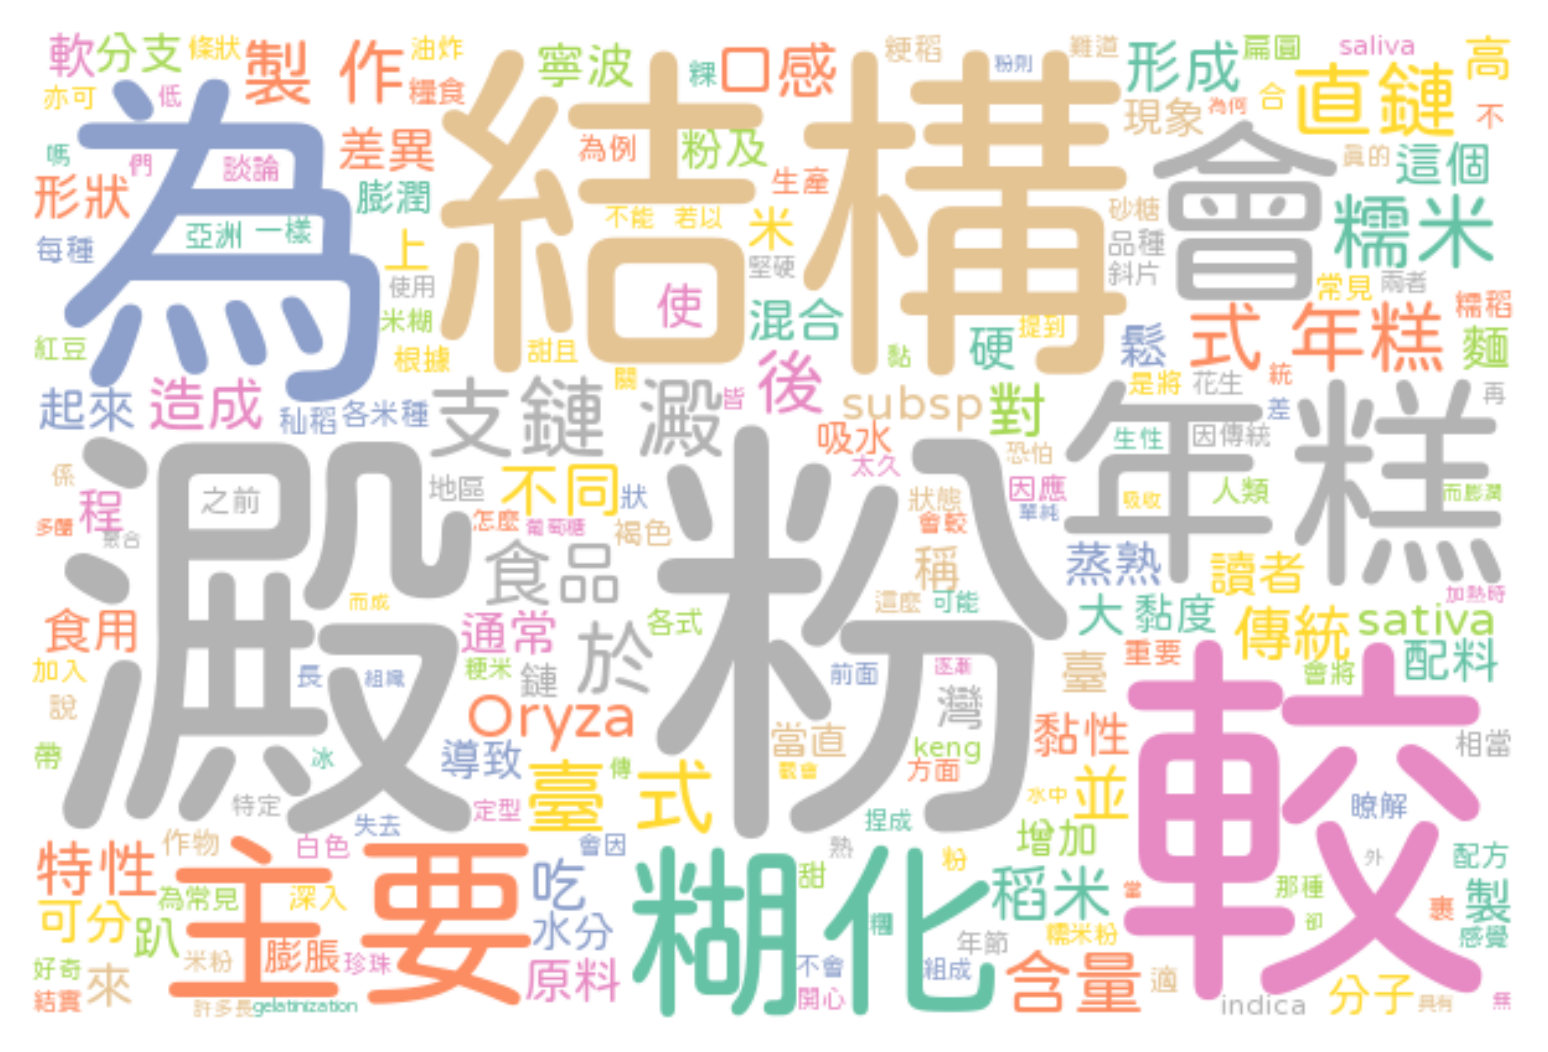 軟 分支 條狀 製 作 油炸 寧波 粿 口感 粳稻 粉則 難道 形成 扁圓 saliva 高
亦可 低 糧食 現象 為何 合 直鏈 不
為 結構 會
嗎 們 談論 差異 為例 粉及 真的 這個
形狀 膨潤 生產 糯米
每種 亞洲 一樣 上 不能 若以 米 砂糖 品種
使用 使 堅硬 斜片 常見 兩者
米糊 混合 硬 提到 鬆 式 年糕 糯稻
紅豆 根據 甜且 黏 麵
關 後 是將 花生 統 再
起來 造成 秈稻 各米種 支鏈 澱 皆 subsp 對 差
吸水 生性 因傳統
澱 粉 年糕
係 之前 地區 不同 狀 太久 恐怕 狀態 因應 吸收 人類 而膨潤
多醣 程 聚合 怎麼 葡萄糖 褐色 會較 單純
食品 稱 蒸熟 讀者
而成 這麼 可能 加熱時
食用 通常 於 各式 大 黏度 傳統 sativa
加入 長 組織 粳米 鏈 前面 逐漸 臺 重要 會將 配料
說 Oryza 灣 較
帶 冰 導致 當直 keng 黏性 相當
臺 式 傳 載會 方面
特定 定型 水中 並 瞭解
失去 捏成
特性 作物 主要 白色 會因 糊化 熟 粉 增加 外 配方
為常見 深入 吃 甜 稻米 當 那種 製
可分 趴 水分 糰 糯米粉 卻 裹 感覺
米粉 膨脹 珍珠 年節
好奇 來 原料 不會 組成 含量 適 分子
結實 許多長 gelatinization 開心 indica 具有 無